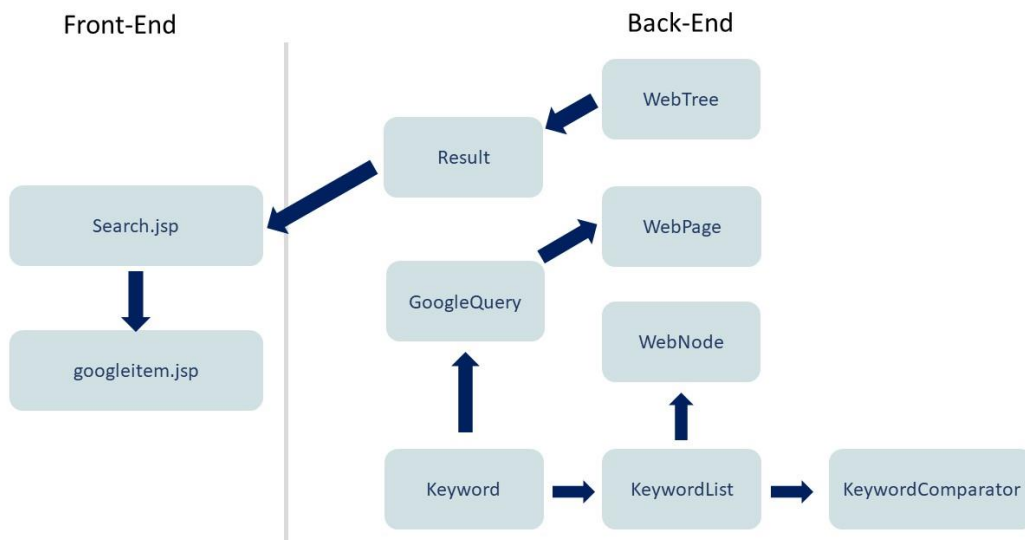 Front-End
Back-End
WebTree
Result
Search.jsp
WebPage
GoogleQuery
WebNode
googleitem.jsp
Keyword
KeywordList
KeywordComparator